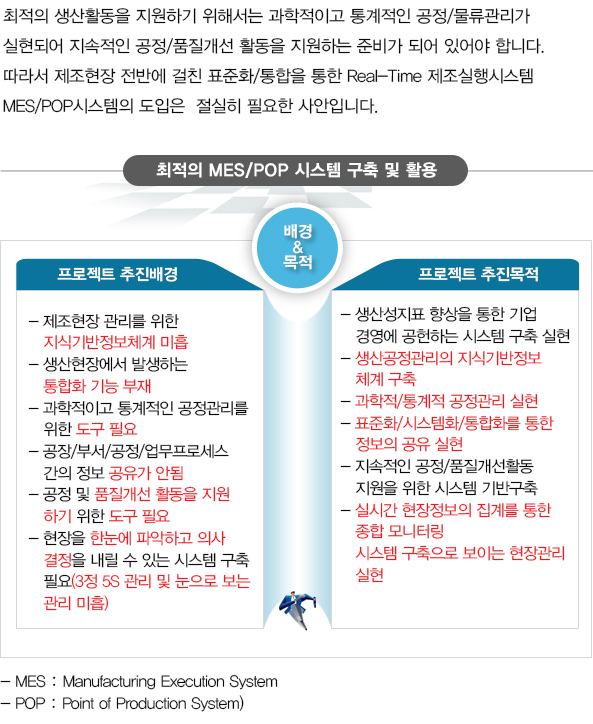 최적의 생산활동을 지원하기 위해서는 과학적이고 통계적인 공정/물류관리가
실현되어 지속적인 공정/품질개선 활동을 지원하는 준비가 되어 있어야 합니다.
따라서 제조현장 전반에 걸친 표준화/통합을 통한 Real-Time 제조실행시스템
MES/POP시스템의 도입은 절실히 필요한 사안입니다.
최적의 MES/POP 시스템 구축 및 활용
배경
&
목적
프로젝트 추진배경
- 제조현장 관리를 위한
지식기반정보체계 미흡
- 생산현장에서 발생하는
통합화 기능 부재
- 과학적이고 통계적인 공정관리를
위한 도구 필요
- 공장/부서/공정/업무프로세스
간의 정보 공유가 안됨
- 공정 및 품질개선 활동을 지원
하기 위한 도구 필요
- 현장을 한눈에 파악하고 의사
결정을 내릴 수 있는 시스템 구축
필요(3정 5S 관리 및 눈으로 보는
관리 미흡)
프로젝트 추진목적
- 생산성지표 향상을 통한 기업
경영에 공헌하는 시스템 구축 실현
- 생산공정관리의 지식기반정보
체계 구축
- 과학적/통계적 공정관리 실현
- 표준화/시스템화/통합화를 통한
정보의 공유 실현
- 지속적인 공정/품질개선활동
지원을 위한 시스템 기반구축
- 실시간 현장정보의 집계를 통한
종합 모니터링
시스템 구축으로 보이는 현장관리
실현
- MES : Manufacturing Execution System
- POP : Point of Production System)